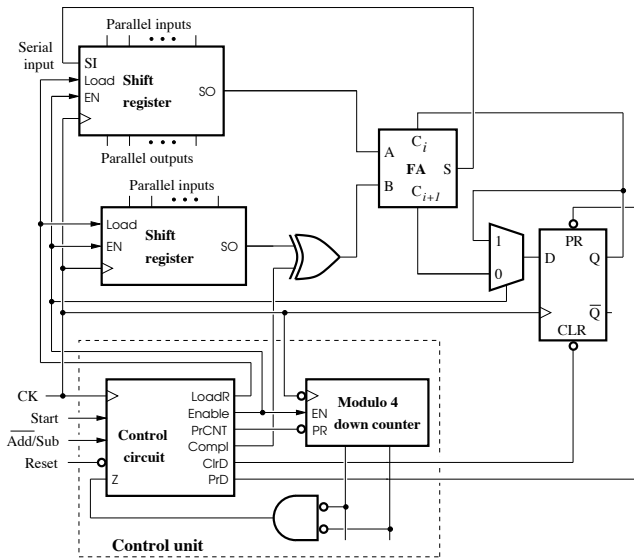 Parallel inputs
Serial
input
SI
Load
EN
Shift
register
SO
Parallel outputs
Parallel inputs
Load
EN
Shift
register
SO
A
B
C_i
FA
S
C_{i+1}
1
0
PR
D
Q
Q̅
CLR
CK
Start
A̅d̅d̅/Sub
Reset
Z
Control
circuit
LoadR
Enable
PrCNT
Compl
ClrD
PrD
EN
PR
Modulo 4
down counter
Control unit